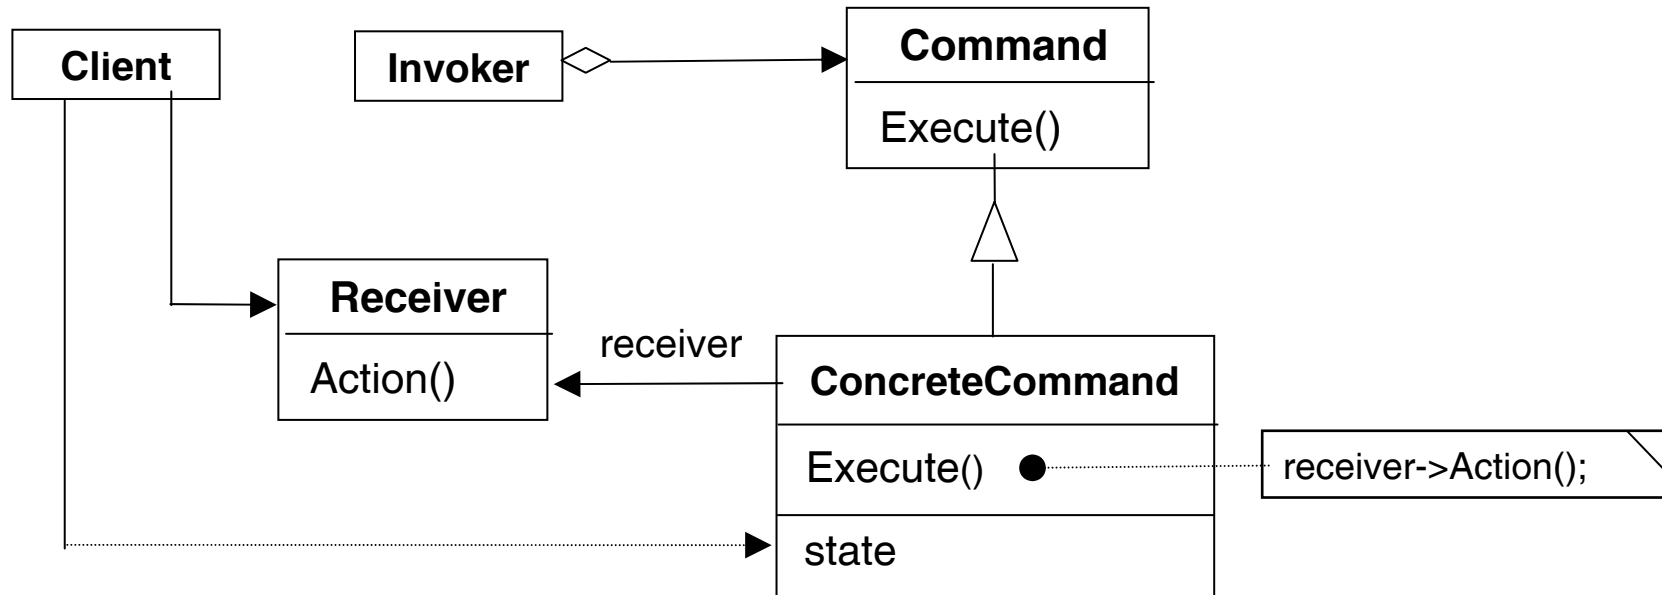 Client
Invoker
Command
Execute()
Receiver
Action()
receiver
ConcreteCommand
Execute()
receiver->Action();
state